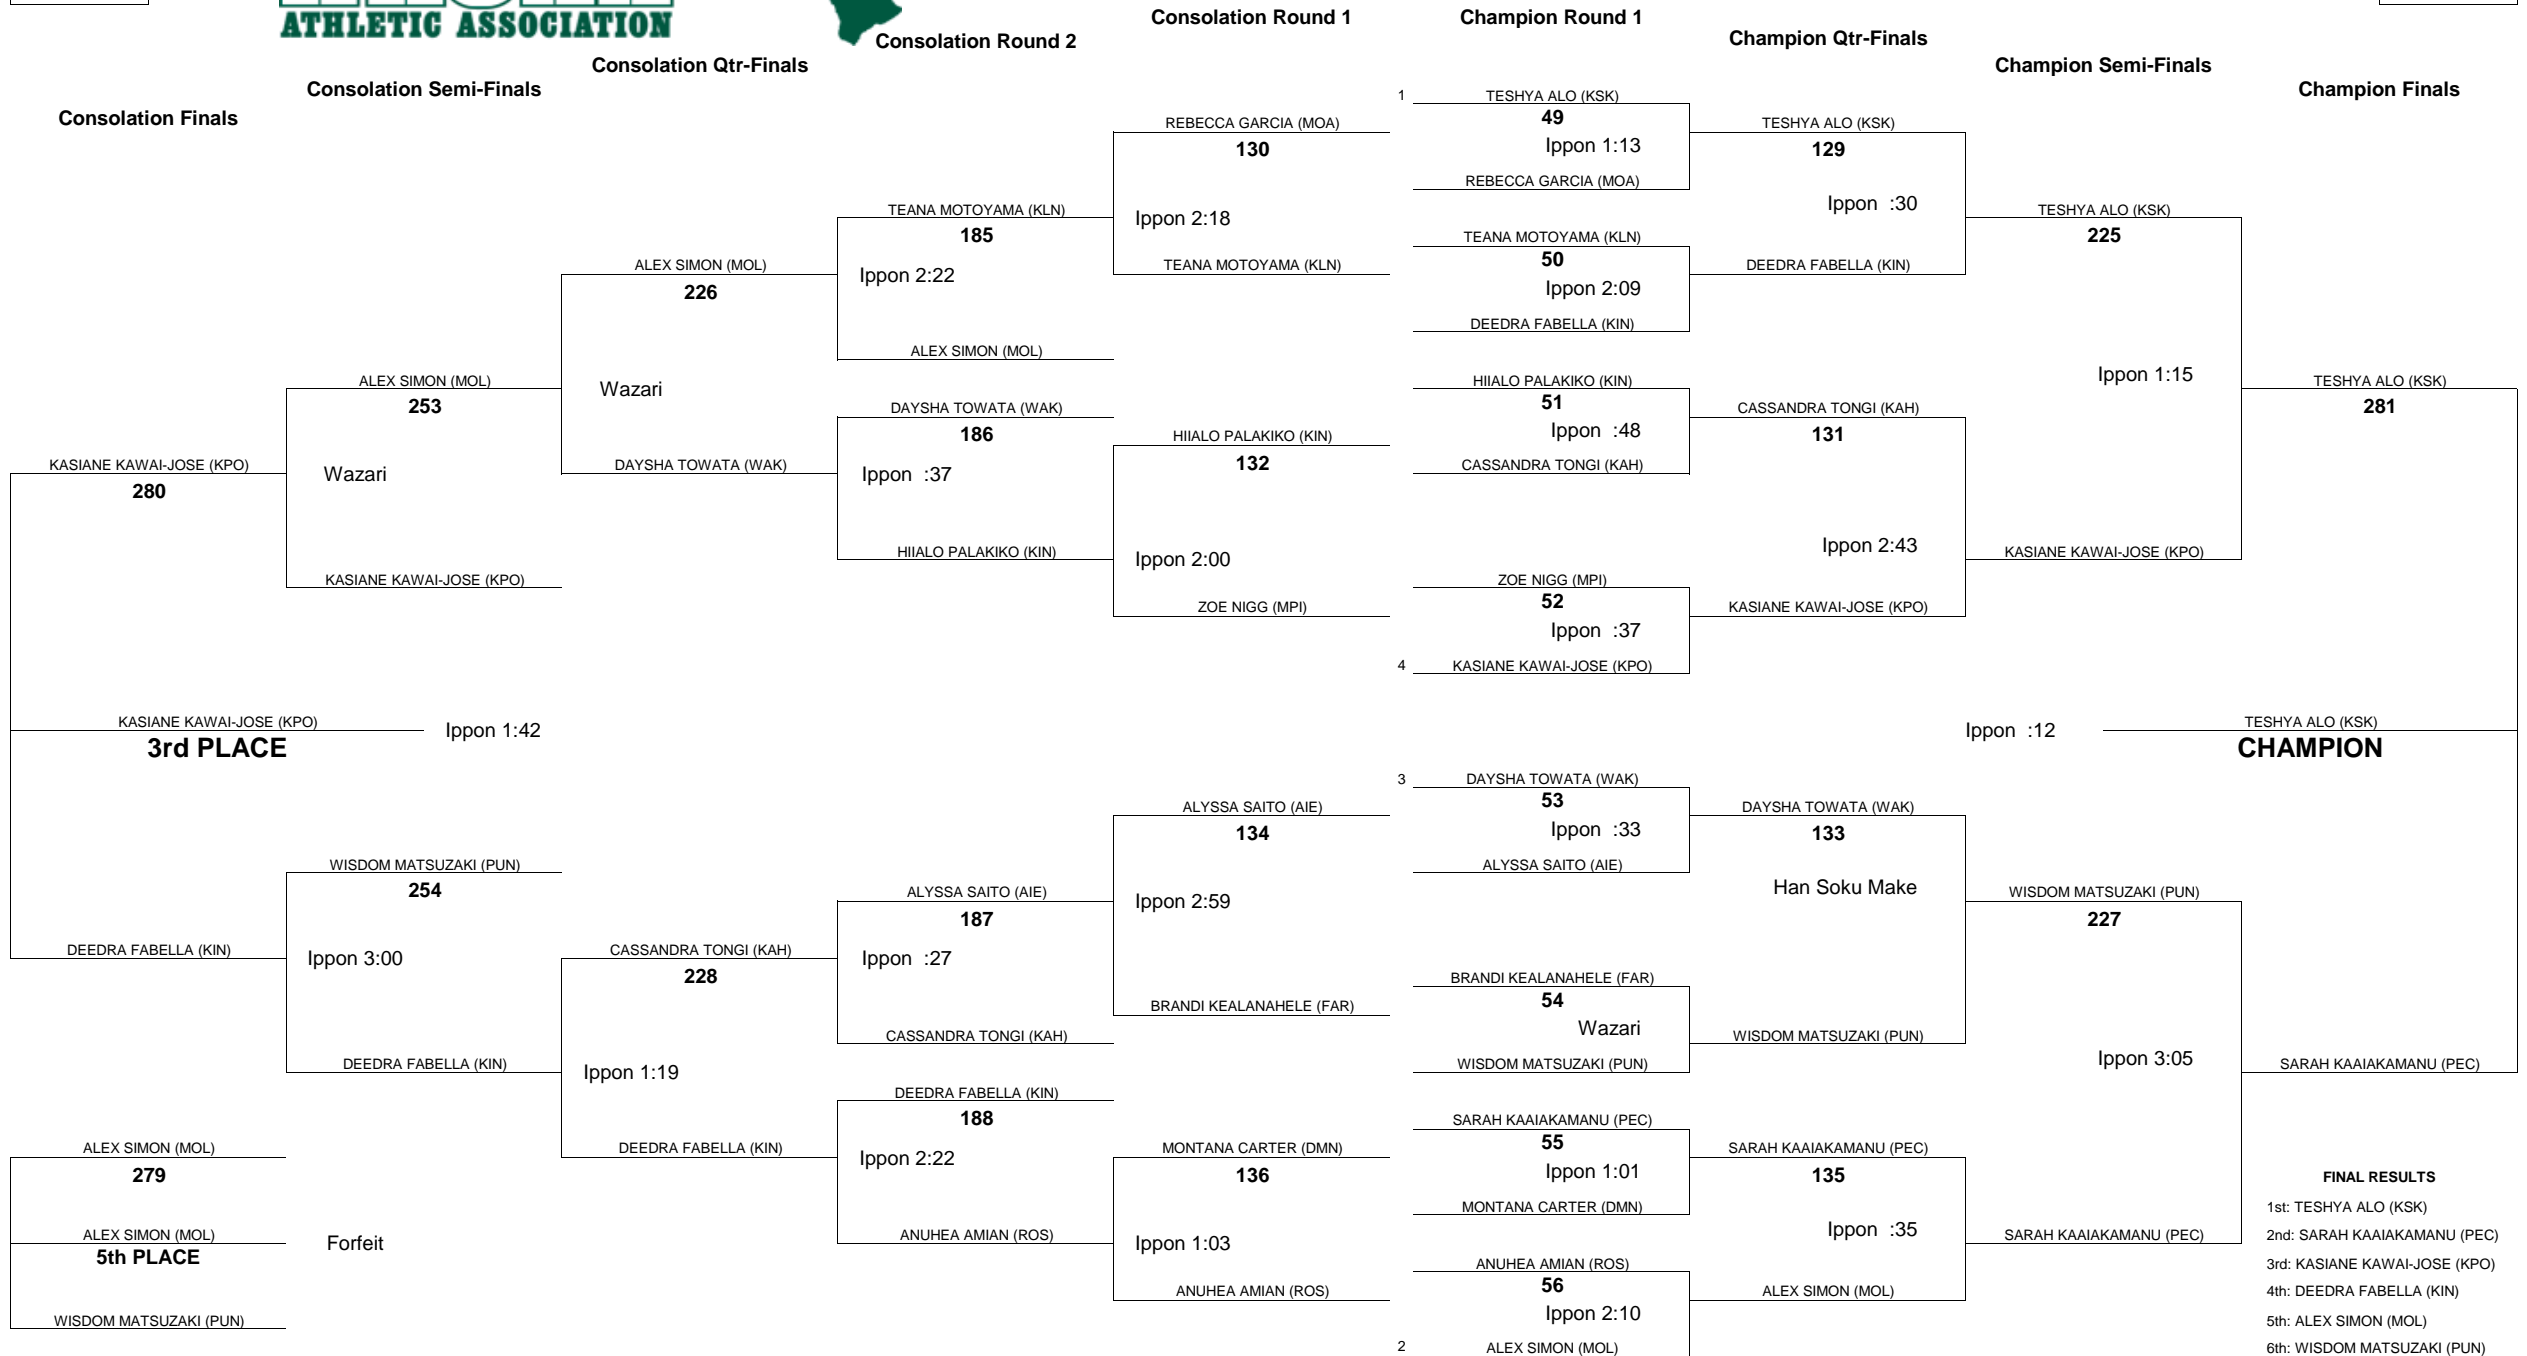 ATHLETIC ASSOCIATION
Consolation Finals
Consolation Semi-Finals
Consolation Qtr-Finals
Consolation Round 2
Consolation Round 1
Champion Round 1
Champion Qtr-Finals
Champion Semi-Finals
Champion Finals
KASIANE KAWAI-JOSE (KPO)
280
KASIANE KAWAI-JOSE (KPO)
3rd PLACE
Ippon 1:42
DEEDRA FABELLA (KIN)
ALEX SIMON (MOL)
279
ALEX SIMON (MOL)
5th PLACE
Forfeit
WISDOM MATSUZAKI (PUN)
ALEX SIMON (MOL)
253
Wazari
KASIANE KAWAI-JOSE (KPO)
WISDOM MATSUZAKI (PUN)
254
Ippon 3:00
DEEDRA FABELLA (KIN)
ALEX SIMON (MOL)
226
Wazari
DAYSHA TOWATA (WAK)
CASSANDRA TONGI (KAH)
228
Ippon 1:19
DEEDRA FABELLA (KIN)
TEANA MOTOYAMA (KLN)
185
Ippon 2:22
ALEX SIMON (MOL)
DAYSHA TOWATA (WAK)
186
Ippon :37
HIIALO PALAKIKO (KIN)
ALYSSA SAITO (AIE)
187
Ippon :27
CASSANDRA TONGI (KAH)
DEEDRA FABELLA (KIN)
188
Ippon 2:22
ANUHEA AMIAN (ROS)
REBECCA GARCIA (MOA)
130
Ippon 2:18
TEANA MOTOYAMA (KLN)
HIIALO PALAKIKO (KIN)
132
Ippon 2:00
ZOE NIGG (MPI)
ALYSSA SAITO (AIE)
134
Ippon 2:59
BRANDI KEALANAHELE (FAR)
MONTANA CARTER (DMN)
136
Ippon 1:03
ANUHEA AMIAN (ROS)
1 TESHYA ALO (KSK)
49
Ippon 1:13
REBECCA GARCIA (MOA)
TEANA MOTOYAMA (KLN)
50
Ippon 2:09
DEEDRA FABELLA (KIN)
HIIALO PALAKIKO (KIN)
51
Ippon :48
CASSANDRA TONGI (KAH)
ZOE NIGG (MPI)
52
Ippon :37
4 KASIANE KAWAI-JOSE (KPO)
3 DAYSHA TOWATA (WAK)
53
Ippon :33
ALYSSA SAITO (AIE)
BRANDI KEALANAHELE (FAR)
54
Wazari
WISDOM MATSUZAKI (PUN)
SARAH KAAIAKAMANU (PEC)
55
Ippon 1:01
MONTANA CARTER (DMN)
ANUHEA AMIAN (ROS)
56
Ippon 2:10
2 ALEX SIMON (MOL)
TESHYA ALO (KSK)
129
Ippon :30
DEEDRA FABELLA (KIN)
CASSANDRA TONGI (KAH)
131
Ippon 2:43
KASIANE KAWAI-JOSE (KPO)
DAYSHA TOWATA (WAK)
133
Han Soku Make
WISDOM MATSUZAKI (PUN)
SARAH KAAIAKAMANU (PEC)
135
Ippon :35
ALEX SIMON (MOL)
TESHYA ALO (KSK)
225
Ippon 1:15
KASIANE KAWAI-JOSE (KPO)
WISDOM MATSUZAKI (PUN)
227
Ippon 3:05
SARAH KAAIAKAMANU (PEC)
TESHYA ALO (KSK)
281
Ippon :12
TESHYA ALO (KSK)
CHAMPION
SARAH KAAIAKAMANU (PEC)
FINAL RESULTS
1st: TESHYA ALO (KSK)
2nd: SARAH KAAIAKAMANU (PEC)
3rd: KASIANE KAWAI-JOSE (KPO)
4th: DEEDRA FABELLA (KIN)
5th: ALEX SIMON (MOL)
6th: WISDOM MATSUZAKI (PUN)